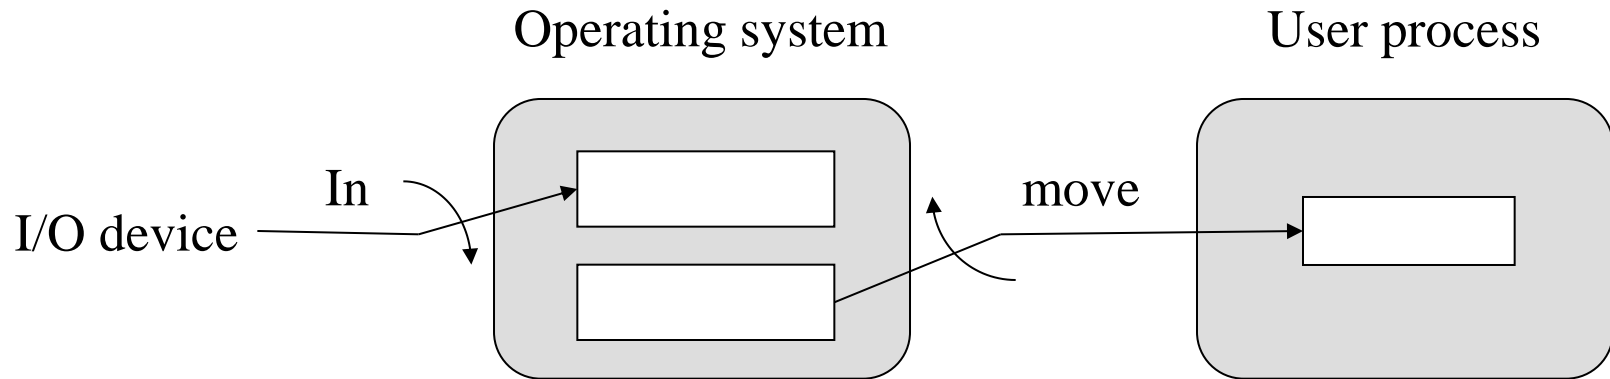 Operating system
User process
In
move
I/O device